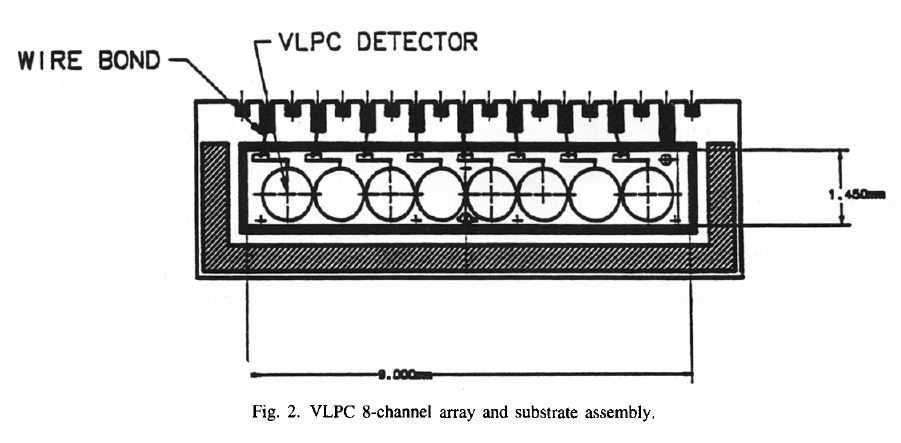 VLPC DETECTOR
WIRE BOND
1.450mm
9.000mm
Fig. 2. VLPC 8-channel array and substrate assembly.